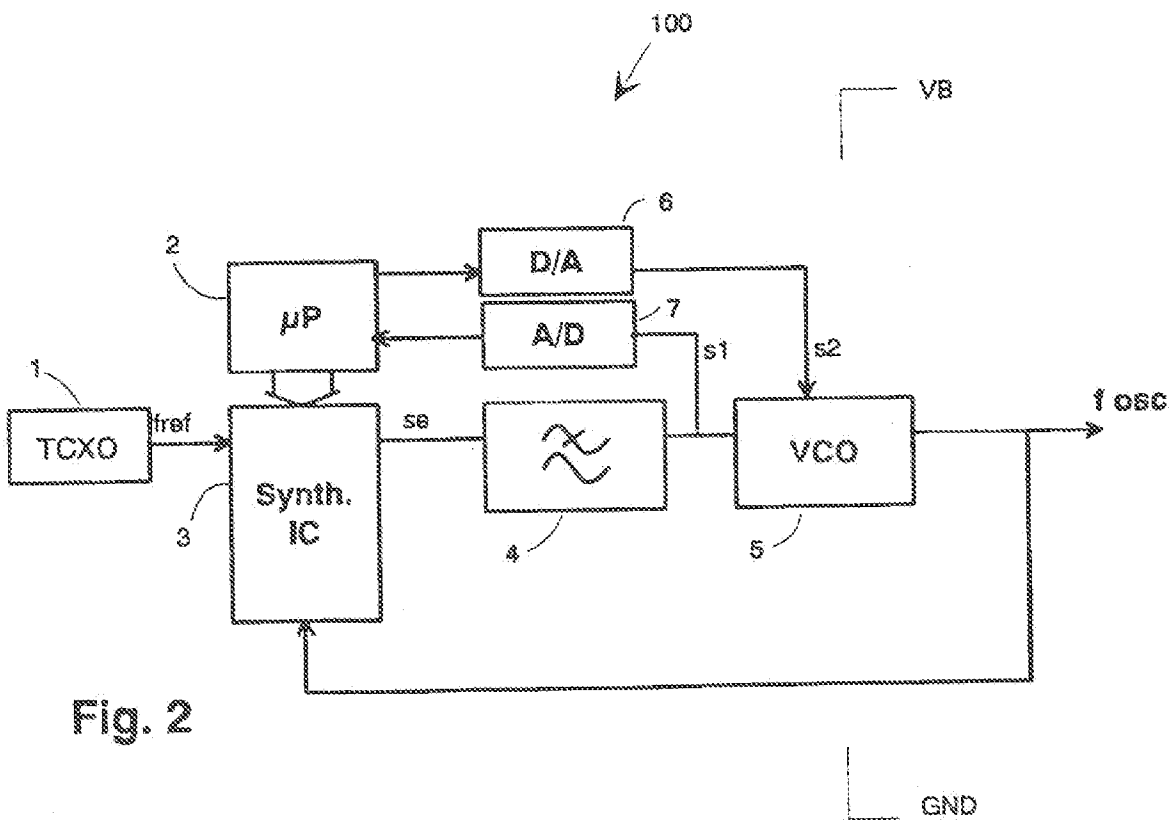 100
VB
6
2
D/A
µP
7
A/D
s1
s2
1
fref
se
f osc
TCXO
VCO
Synth.
IC
3
4
5
Fig. 2
GND